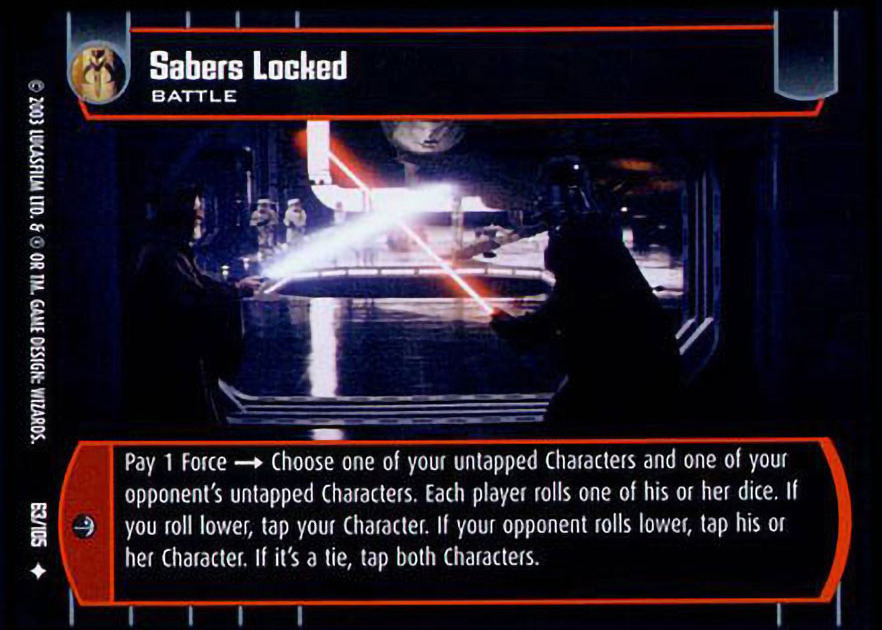 Sabers Locked
BATTLE
Pay 1 Force → Choose one of your untapped Characters and one of your
opponent's untapped Characters. Each player rolls one of his or her dice. If
you roll lower, tap your Character. If your opponent rolls lower, tap his or
her Character. If it's a tie, tap both Characters.
© 2003 LUCASFILM LTD. & ® OR TM. GAME DESIGN: WIZARDS.
63/105